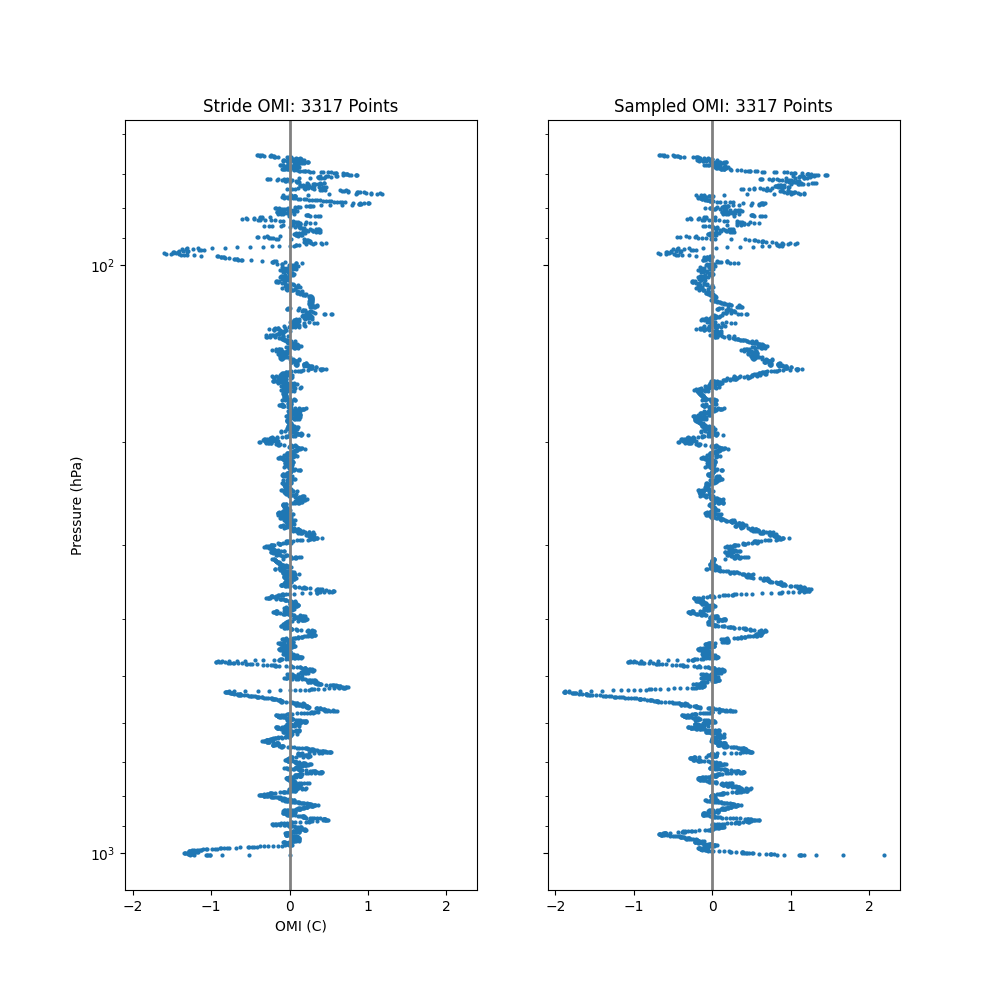 Stride OMI: 3317 Points
Sampled OMI: 3317 Points
Pressure (hPa)
10²
10³
−2 −1 0 1 2
−2 −1 0 1 2
OMI (C)